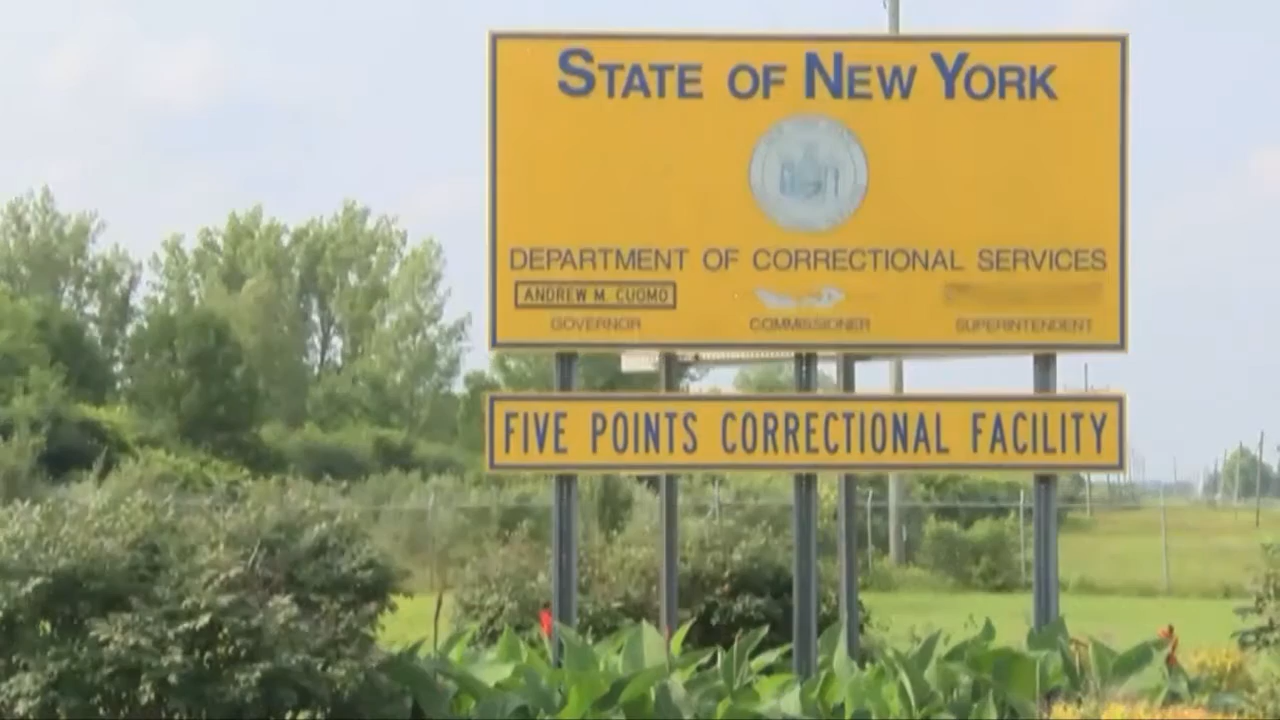 STATE OF NEW YORK
DEPARTMENT OF CORRECTIONAL SERVICES
ANDREW M. CUOMO
GOVERNOR COMMISSIONER SUPERINTENDENT
FIVE POINTS CORRECTIONAL FACILITY